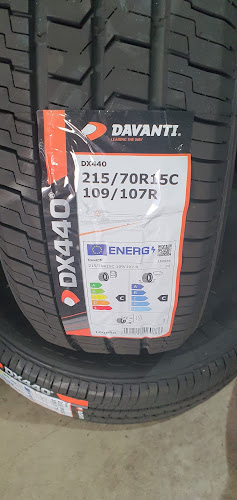 DAVANTI.
LEADING THE WAY
DX440
215/70R15C
109/107R
DX440
ENERG
C
C
DX440